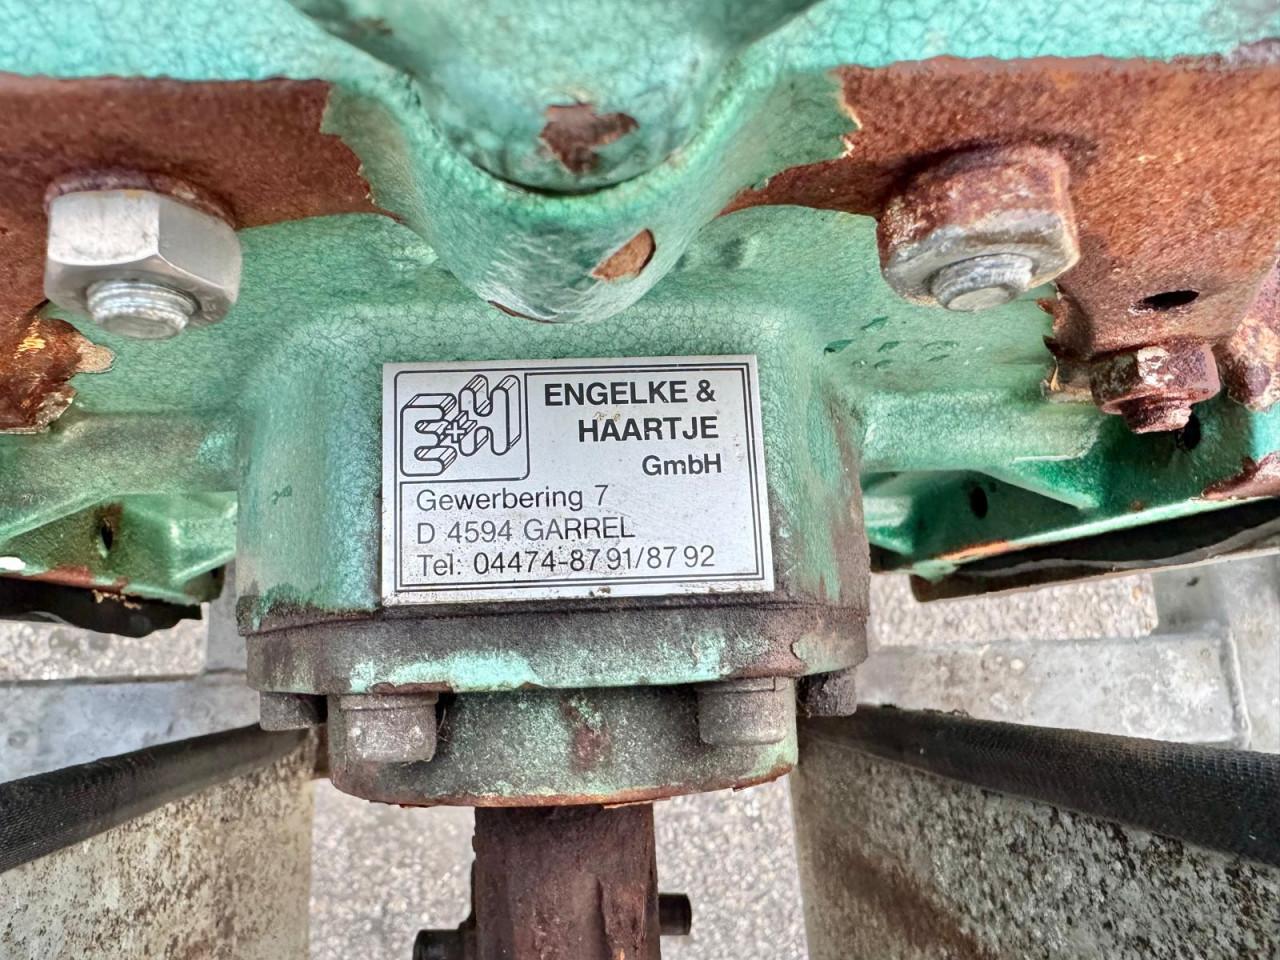 E+H
ENGELKE &
HAARTJE
GmbH
Gewerbering 7
D 4594 GARREL
Tel: 04474-87 91/87 92